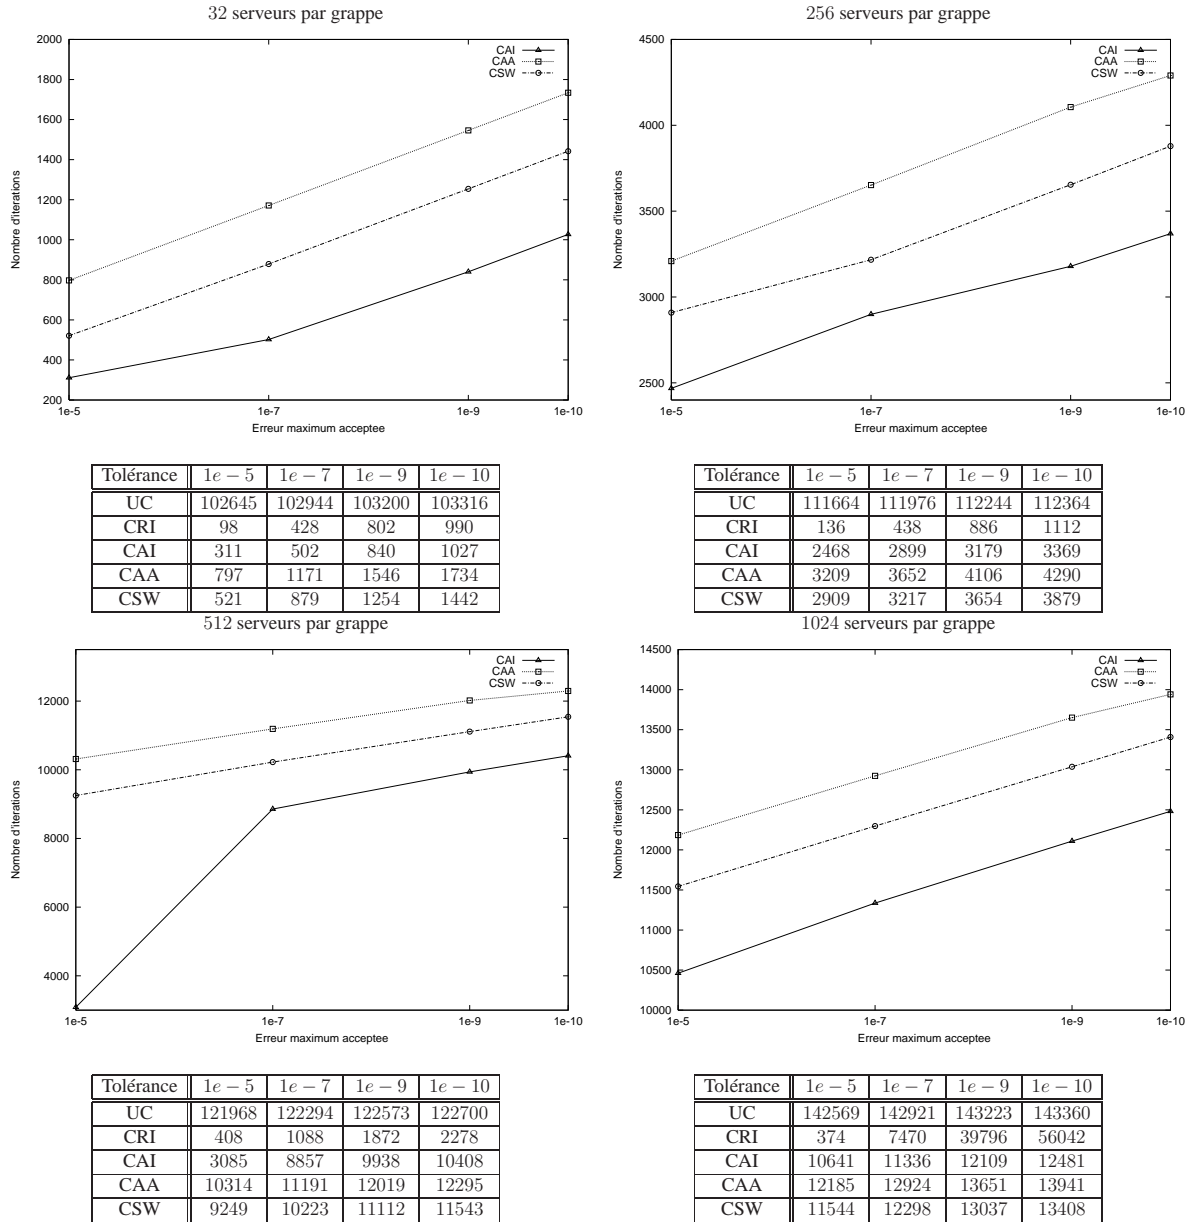 32 serveurs par grappe
2000
1800
1600
1400
1200
1000
800
600
400
200
Nombre d'iterations
CAI
CAA
CSW
1e-5 1e-7 1e-9 1e-10
Erreur maximum acceptee
256 serveurs par grappe
4500
4000
3500
3000
2500
Nombre d'iterations
CAI
CAA
CSW
1e-5 1e-7 1e-9 1e-10
Erreur maximum acceptee
Tolérance 1e − 5 1e − 7 1e − 9 1e − 10
UC 102645 102944 103200 103316
CRI 98 428 802 990
CAI 311 502 840 1027
CAA 797 1171 1546 1734
CSW 521 879 1254 1442
Tolérance 1e − 5 1e − 7 1e − 9 1e − 10
UC 111664 111976 112244 112364
CRI 136 438 886 1112
CAI 2468 2899 3179 3369
CAA 3209 3652 4106 4290
CSW 2909 3217 3654 3879
512 serveurs par grappe
12000
10000
8000
6000
4000
Nombre d'iterations
CAI
CAA
CSW
1e-5 1e-7 1e-9 1e-10
Erreur maximum acceptee
1024 serveurs par grappe
14500
14000
13500
13000
12500
12000
11500
11000
10500
10000
Nombre d'iterations
CAI
CAA
CSW
1e-5 1e-7 1e-9 1e-10
Erreur maximum acceptee
Tolérance 1e − 5 1e − 7 1e − 9 1e − 10
UC 121968 122294 122573 122700
CRI 408 1088 1872 2278
CAI 3085 8857 9938 10408
CAA 10314 11191 12019 12295
CSW 9249 10223 11112 11543
Tolérance 1e − 5 1e − 7 1e − 9 1e − 10
UC 142569 142921 143223 143360
CRI 374 7470 39796 56042
CAI 10641 11336 12109 12481
CAA 12185 12924 13651 13941
CSW 11544 12298 13037 13408